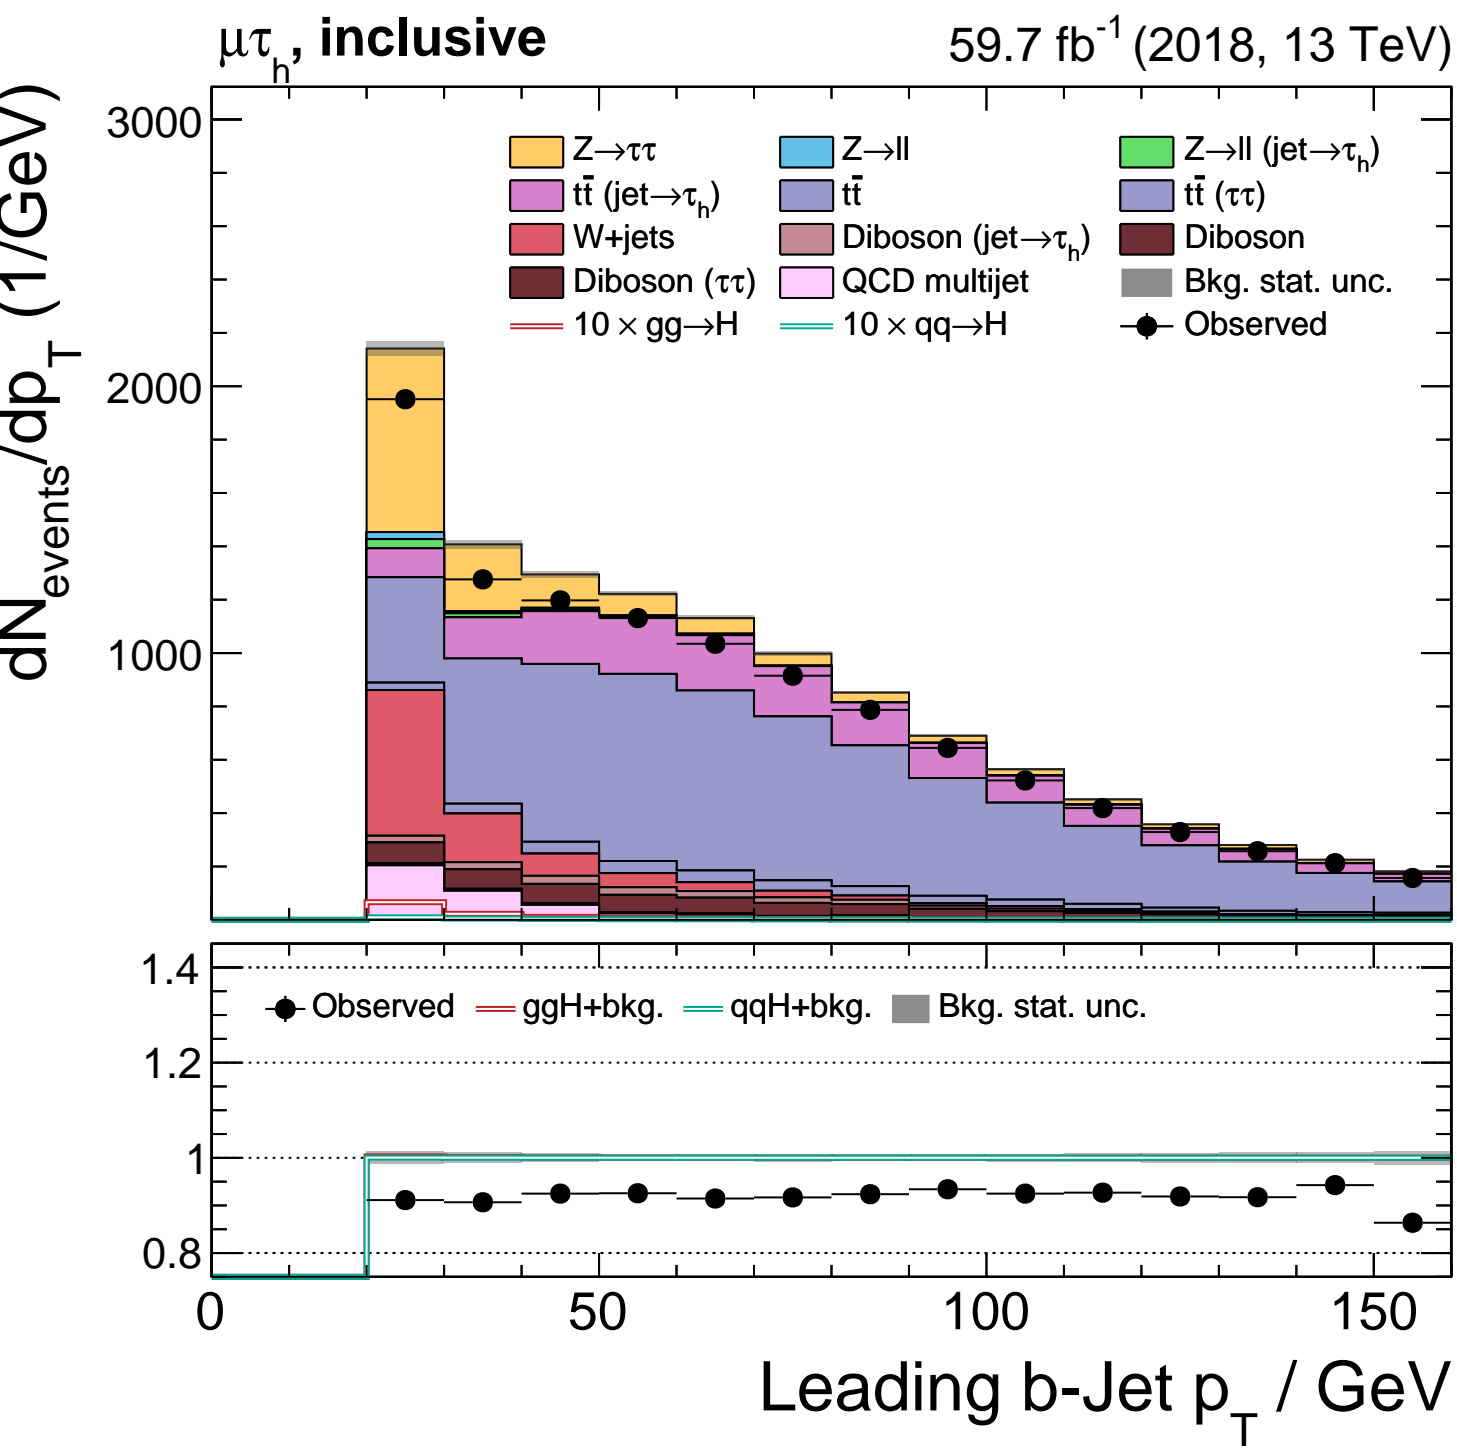 μτh, inclusive 59.7 fb-1 (2018, 13 TeV)
dNevents/dpT (1/GeV)
3000
2000
1000
Z→ττ Z→ll Z→ll (jet→τh)
tt̄ (jet→τh) tt̄ tt̄ (ττ)
W+jets Diboson (jet→τh) Diboson
Diboson (ττ) QCD multijet Bkg. stat. unc.
10 × gg→H 10 × qq→H Observed
1.4
1.2
1
0.8
Observed ggH+bkg. qqH+bkg. Bkg. stat. unc.
0 50 100 150
Leading b-Jet pT / GeV